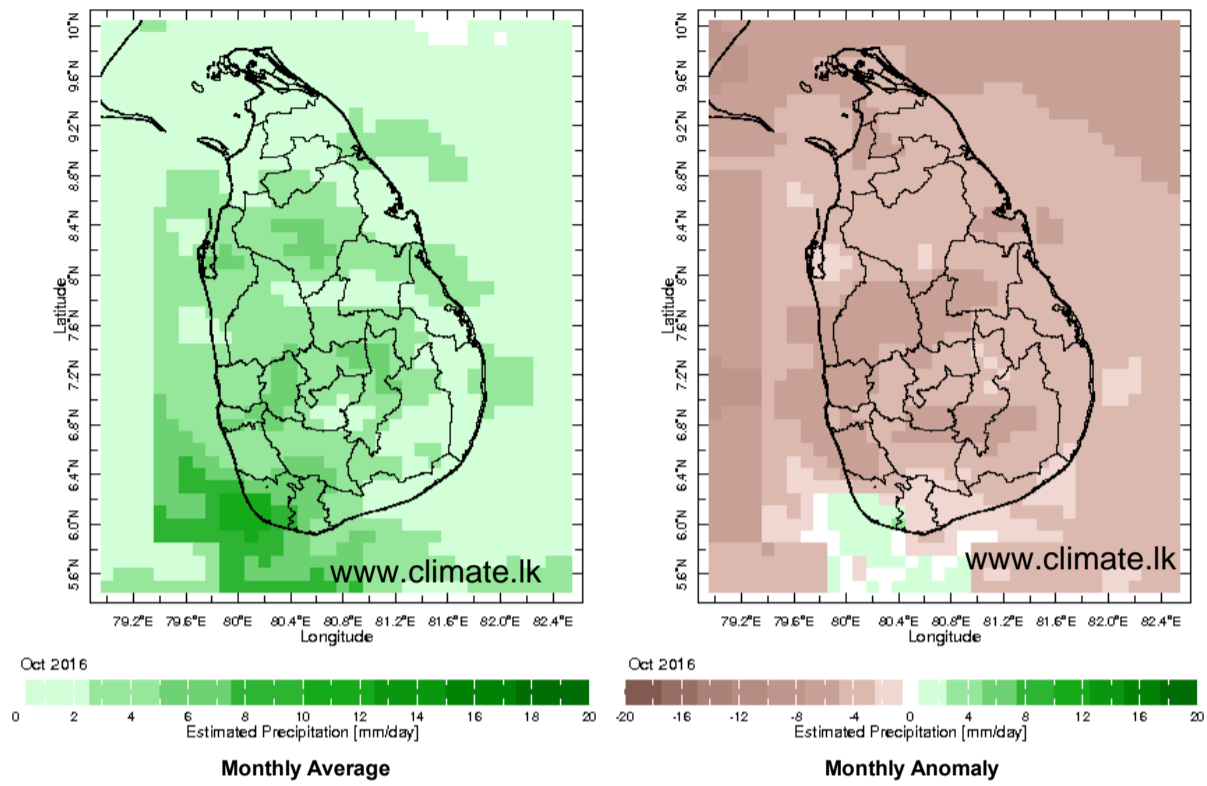 10°N
9.6°N
9.2°N
8.8°N
8.4°N
8°N
7.6°N
7.2°N
6.8°N
6.4°N
6.0°N
5.6°N
Latitude
www.climate.lk
79.2°E 79.6°E 80°E 80.4°E 80.8°E 81.2°E 81.6°E 82.0°E 82.4°E
Longitude
Oct 2016
0 2 4 6 8 10 12 14 16 18 20
Estimated Precipitation [mm/day]
Monthly Average
10°N
9.6°N
9.2°N
8.8°N
8.4°N
8°N
7.6°N
7.2°N
6.8°N
6.4°N
6.0°N
5.6°N
Latitude
www.climate.lk
79.2°E 79.6°E 80°E 80.4°E 80.8°E 81.2°E 81.6°E 82.0°E 82.4°E
Longitude
Oct 2016
-20 -16 -12 -8 -4 0 4 8 12 16 20
Estimated Precipitation [mm/day]
Monthly Anomaly